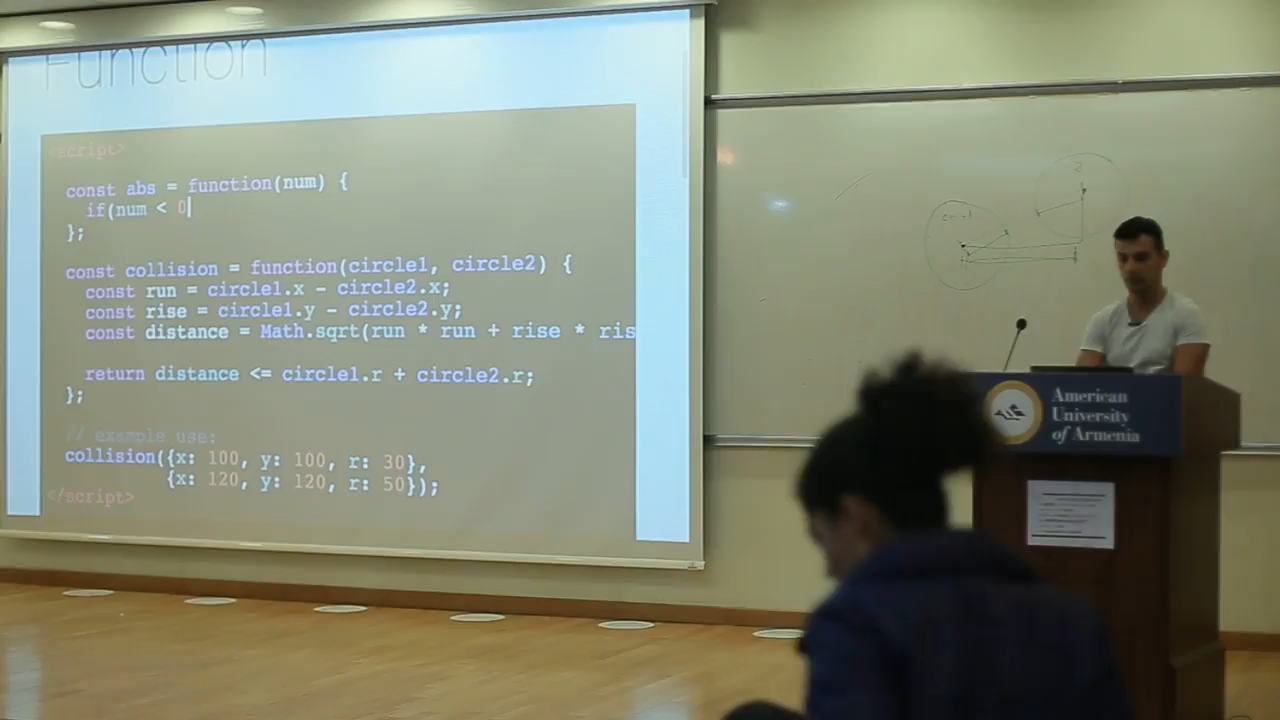 Function
<script>
const abs = function(num) {
if(num < 0
};
const collision = function(circle1, circle2) {
const run = circle1.x - circle2.x;
const rise = circle1.y - circle2.y;
const distance = Math.sqrt(run * run + rise * ris
return distance <= circle1.r + circle2.r;
};
// example use:
collision({x: 100, y: 100, r: 30},
{x: 120, y: 120, r: 50});
</script>
American
University
of Armenia